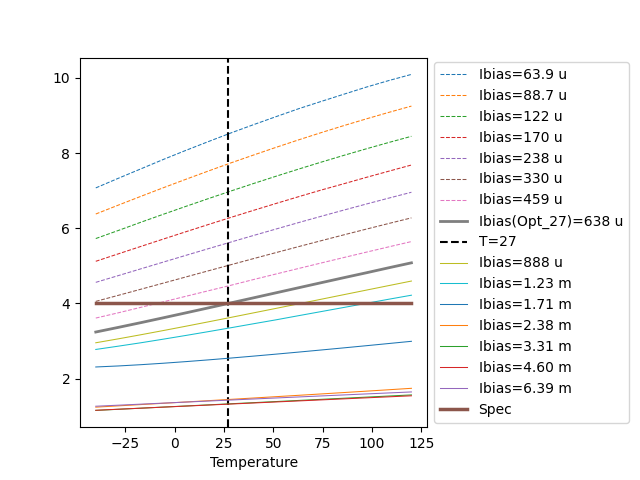 10
8
6
4
2
−25
0
25
50
75
100
125
Temperature
Ibias=63.9 u
Ibias=88.7 u
Ibias=122 u
Ibias=170 u
Ibias=238 u
Ibias=330 u
Ibias=459 u
Ibias(Opt_27)=638 u
T=27
Ibias=888 u
Ibias=1.23 m
Ibias=1.71 m
Ibias=2.38 m
Ibias=3.31 m
Ibias=4.60 m
Ibias=6.39 m
Spec